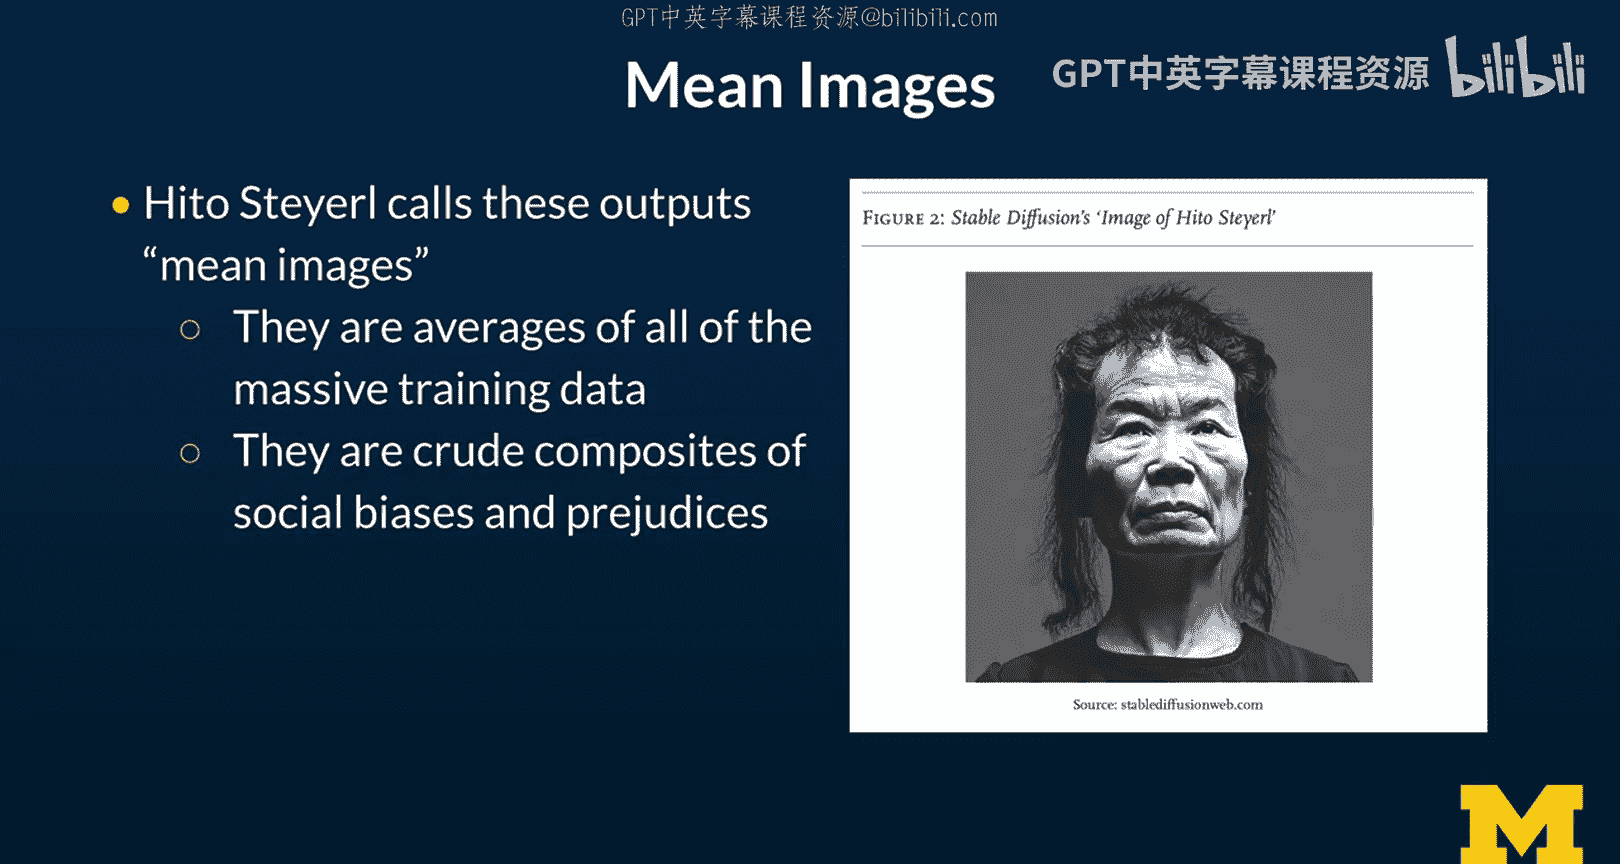 GPT中英字幕课程资源@bilibili.com
GPT中英字幕课程资源 bilibili
Mean Images
• Hito Steyerl calls these outputs
“mean images”
○ They are averages of all of the
massive training data
○ They are crude composites of
social biases and prejudices
FIGURE 2: Stable Diffusion’s ‘Image of Hito Steyerl’
Source: stablediffusionweb.com
M